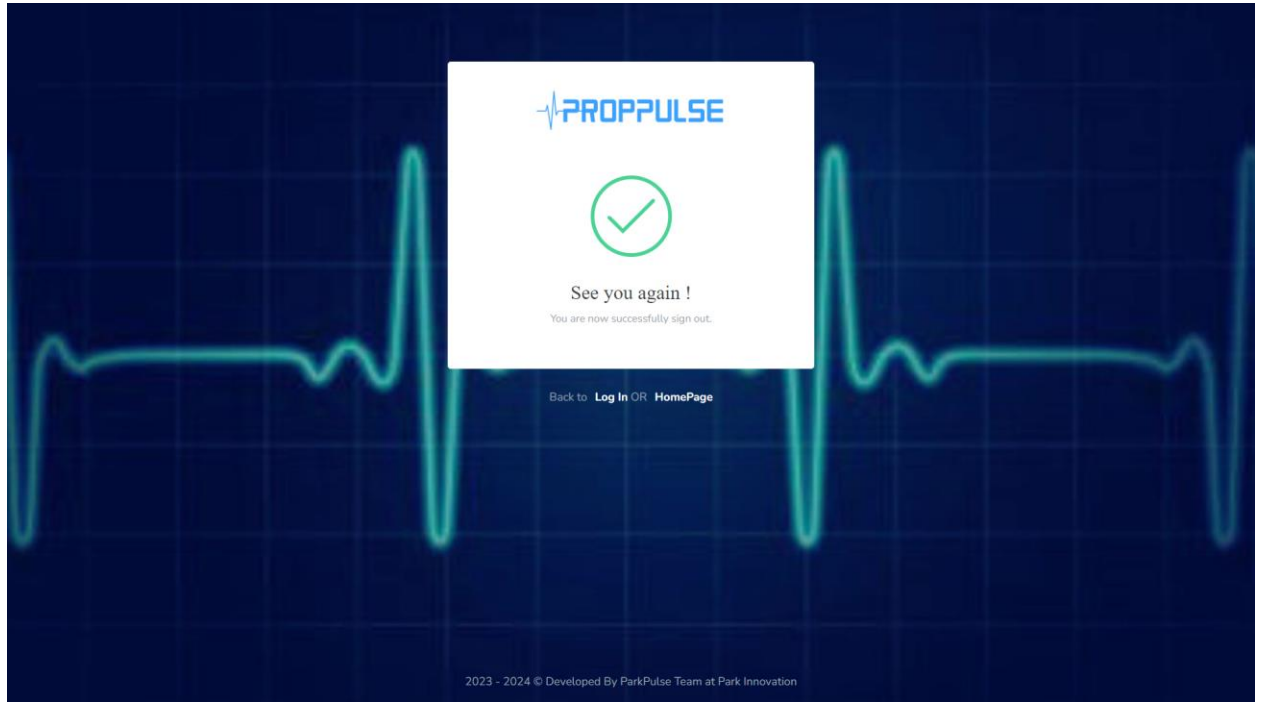 PROPPULSE
See you again !
You are now successfully sign out.
Back to Log In OR HomePage
2023 - 2024 © Developed By ParkPulse Team at Park Innovation